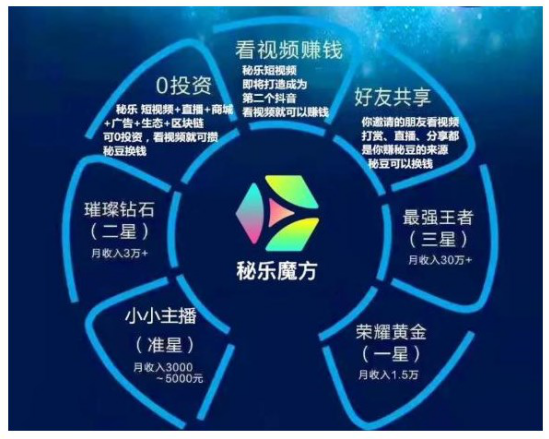 看视频赚钱
秘乐短视频
即将打造成为
第二个抖音
看视频就可以赚钱
0投资
秘乐 短视频+直播+商城
+广告+生态+区块链
可0投资，看视频就可攒
秘豆换钱
好友共享
你邀请的朋友看视频
打赏、直播、分享都
是你赚秘豆的来源
秘豆可以换钱
璀璨钻石
（二星）
月收入3万+
秘乐魔方
最强王者
（三星）
月收入30万+
小小主播
（准星）
月收入3000
～5000元
荣耀黄金
（一星）
月收入1.5万